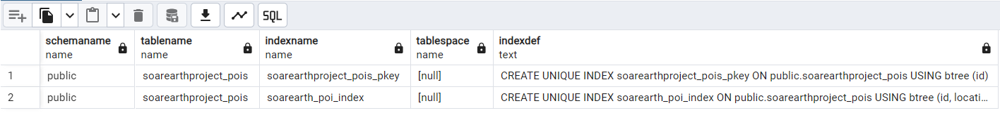 SQL
schemaname tablename indexname tablespace indexdef
name name name name text
1 public soarearthproject_pois soarearthproject_pois_pkey [null] CREATE UNIQUE INDEX soarearthproject_pois_pkey ON public.soarearthproject_pois USING btree (id)
2 public soarearthproject_pois soarearth_poi_index [null] CREATE UNIQUE INDEX soarearth_poi_index ON public.soarearthproject_pois USING btree (id, locati...